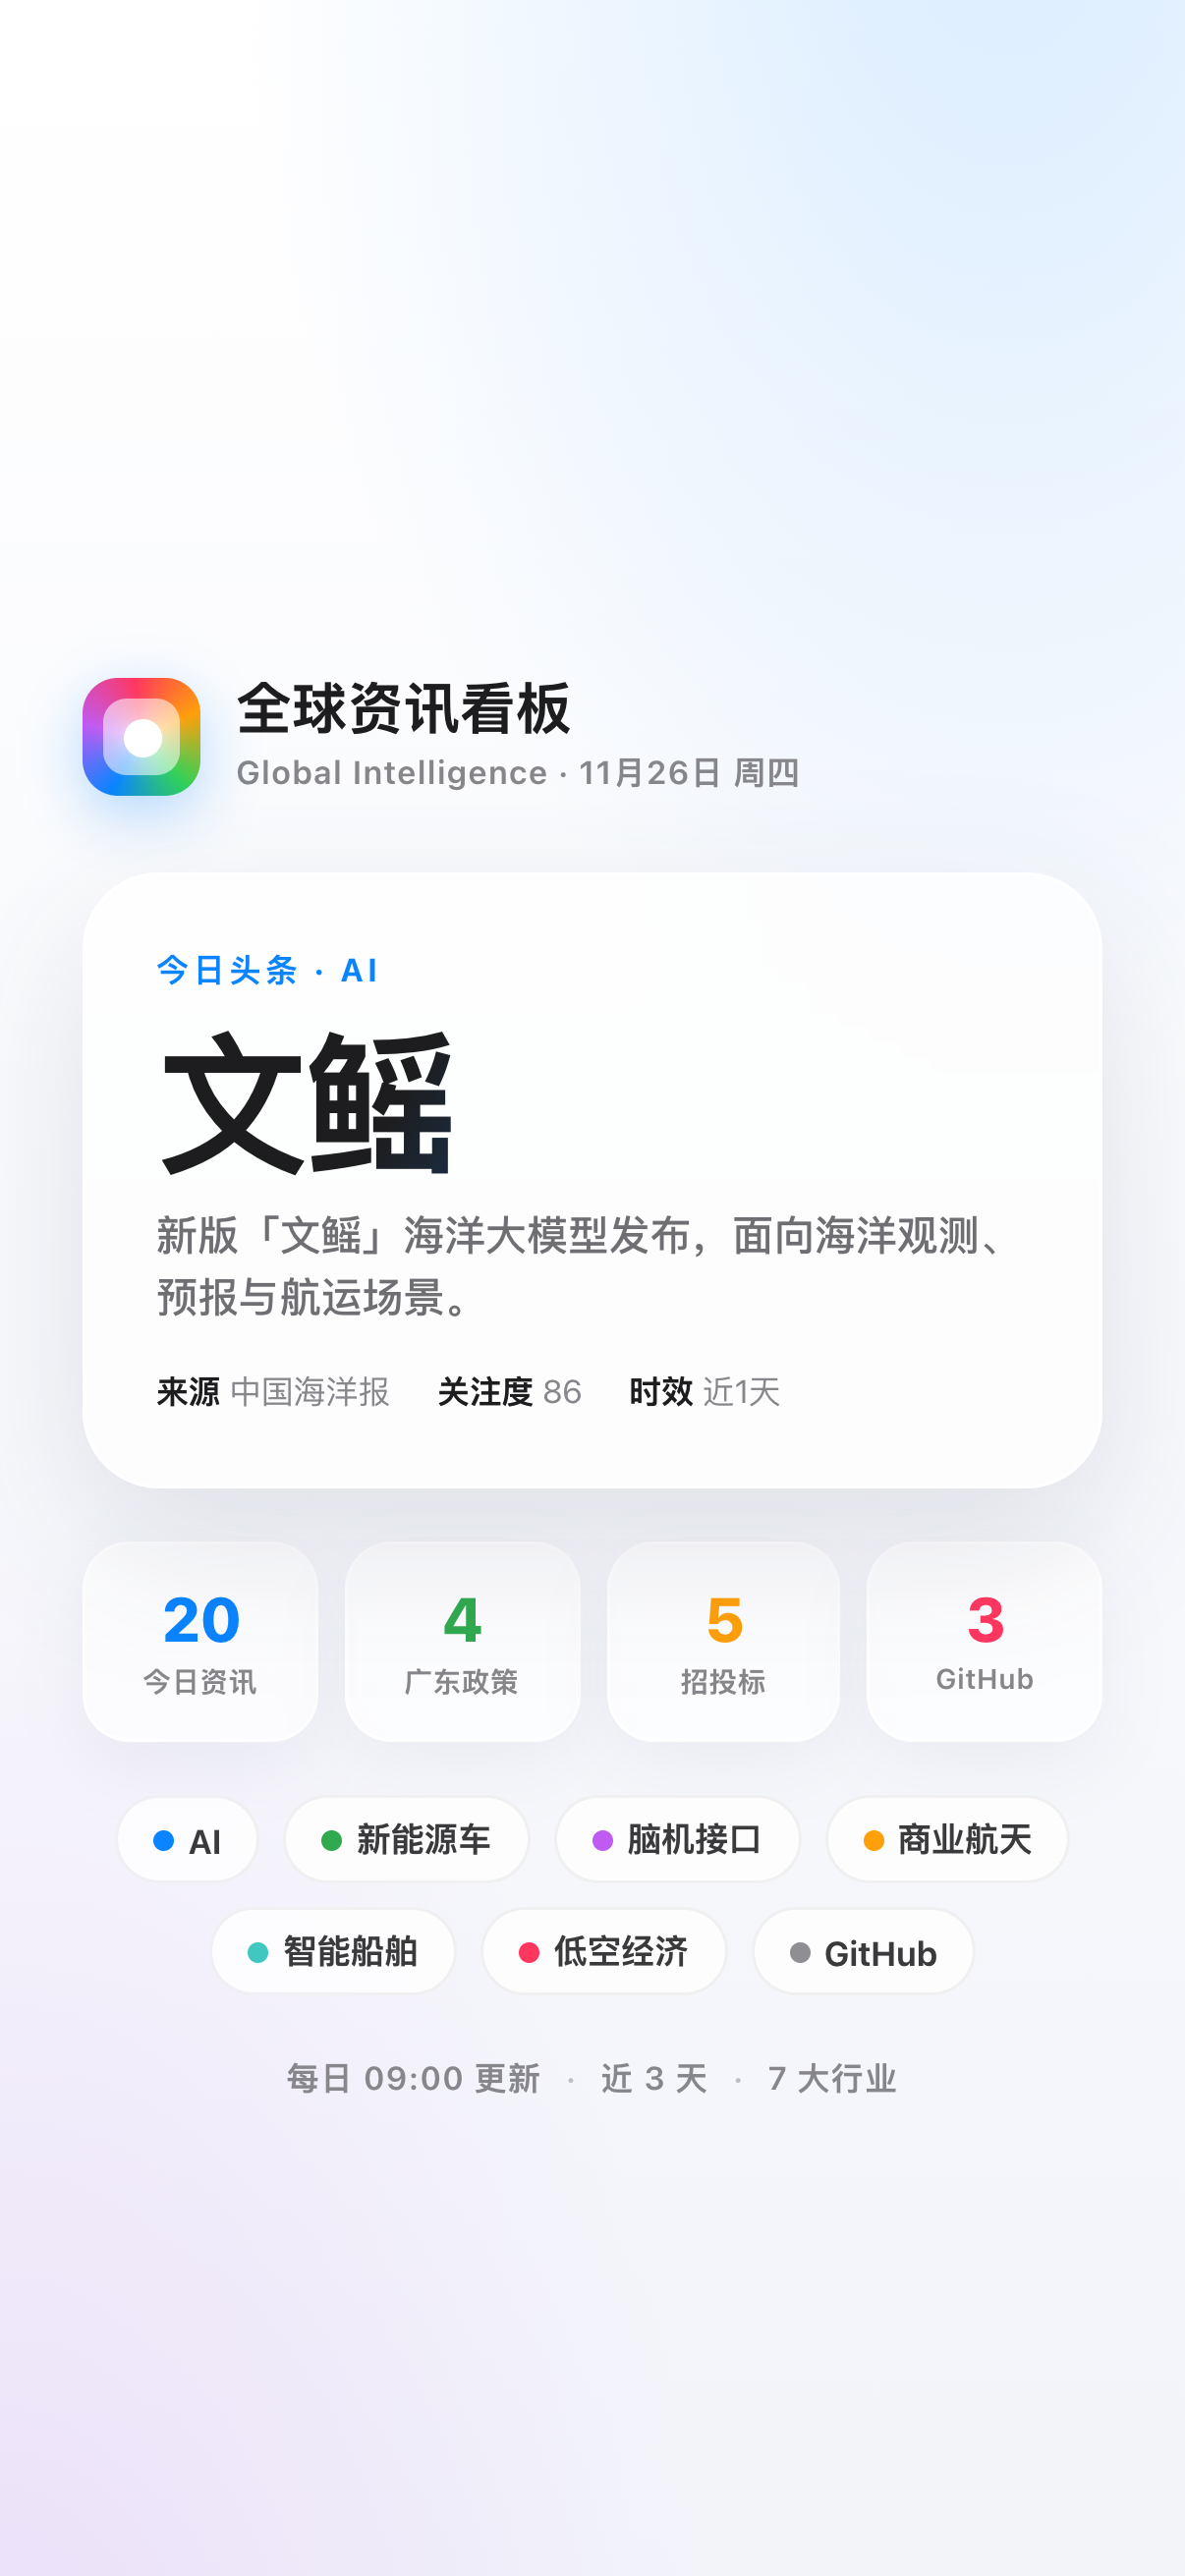 全球资讯看板
Global Intelligence · 11月26日 周四
今日头条 · AI
文鳐
新版「文鳐」海洋大模型发布，面向海洋观测、
预报与航运场景。
来源 中国海洋报 关注度 86 时效 近1天
20 4 5 3
今日资讯 广东政策 招投标 GitHub
AI 新能源车 脑机接口 商业航天
智能船舶 低空经济 GitHub
每日 09:00 更新 · 近 3 天 · 7 大行业